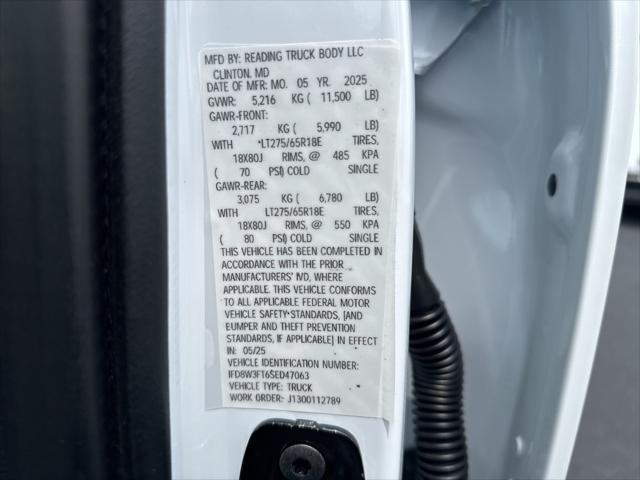 MFD BY: READING TRUCK BODY LLC
CLINTON, MD
DATE OF MFR: MO. 05 YR. 2025
GVWR: 5,216 KG ( 11,500 LB)
GAWR-FRONT:
2,717 KG ( 5,990 LB)
WITH *LT275/65R18E TIRES,
18X80J RIMS, @ 485 KPA
( 70 PSI) COLD SINGLE
GAWR-REAR:
3,075 KG ( 6,780 LB)
WITH LT275/65R18E TIRES,
18X80J RIMS, @ 550 KPA
( 80 PSI) COLD SINGLE
THIS VEHICLE HAS BEEN COMPLETED IN
ACCORDANCE WITH THE PRIOR
MANUFACTURERS' IVD, WHERE
APPLICABLE. THIS VEHICLE CONFORMS
TO ALL APPLICABLE FEDERAL MOTOR
VEHICLE SAFETY STANDARDS, [AND
BUMPER AND THEFT PREVENTION
STANDARDS, IF APPLICABLE] IN EFFECT
IN: 05/25
VEHICLE IDENTIFICATION NUMBER:
1FD8W3FT6SED47063
VEHICLE TYPE: TRUCK
WORK ORDER: J1300112789